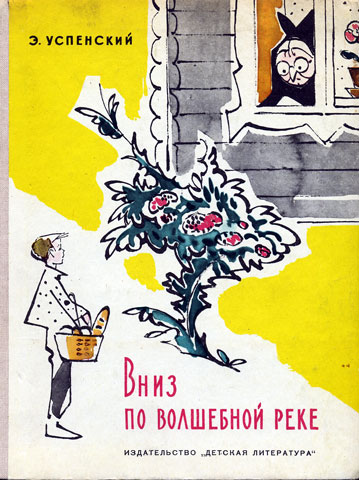 Э. УСПЕНСКИЙ
Вниз
ПО ВОЛШЕБНОЙ РЕКЕ
ИЗДАТЕЛЬСТВО „ДЕТСКАЯ ЛИТЕРАТУРА“